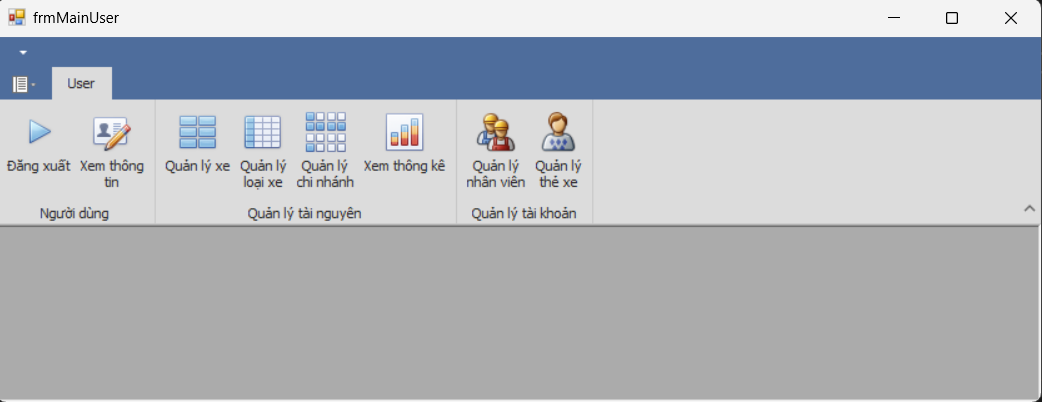 frmMainUser
User
Đăng xuất
Xem thông
tin
Quản lý xe
Quản lý
loại xe
Quản lý
chi nhánh
Xem thông kê
Quản lý
nhân viên
Quản lý
thẻ xe
Người dùng
Quản lý tài nguyên
Quản lý tài khoản